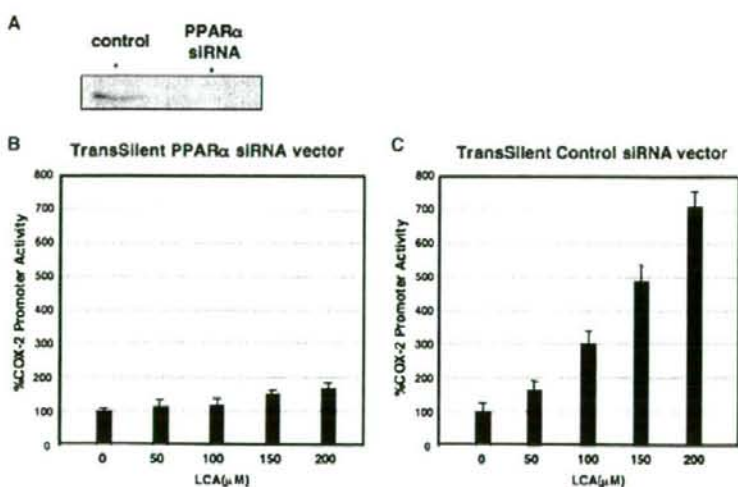 A
control
PPARα
siRNA
B
TransSilent PPARα siRNA vector
%COX-2 Promoter Activity
800
700
600
500
400
300
200
100
0
0 50 100 150 200
LCA(μM)
C
TransSilent Control siRNA vector
%COX-2 Promoter Activity
800
700
600
500
400
300
200
100
0
0 50 100 150 200
LCA(μM)